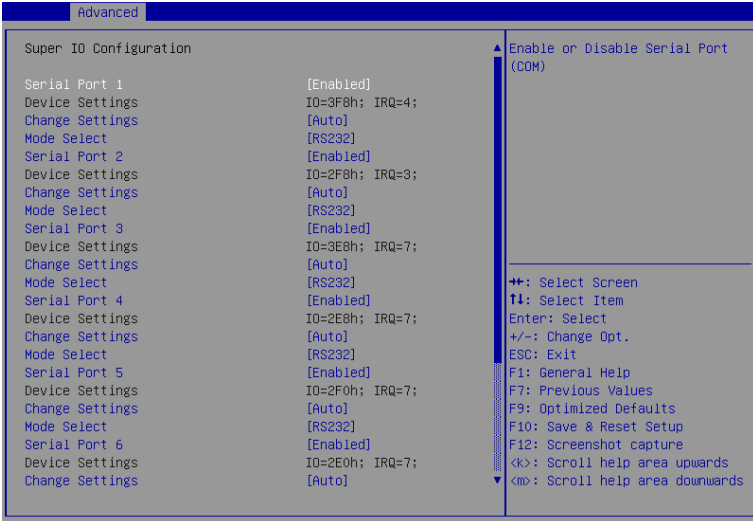 Advanced
Super IO Configuration
Serial Port 1 [Enabled]
Device Settings IO=3F8h; IRQ=4;
Change Settings [Auto]
Mode Select [RS232]
Serial Port 2 [Enabled]
Device Settings IO=2F8h; IRQ=3;
Change Settings [Auto]
Mode Select [RS232]
Serial Port 3 [Enabled]
Device Settings IO=3E8h; IRQ=7;
Change Settings [Auto]
Mode Select [RS232]
Serial Port 4 [Enabled]
Device Settings IO=2E8h; IRQ=7;
Change Settings [Auto]
Mode Select [RS232]
Serial Port 5 [Enabled]
Device Settings IO=2F0h; IRQ=7;
Change Settings [Auto]
Mode Select [RS232]
Serial Port 6 [Enabled]
Device Settings IO=2E0h; IRQ=7;
Change Settings [Auto]
Enable or Disable Serial Port
(COM)
→←: Select Screen
↑↓: Select Item
Enter: Select
+/-: Change Opt.
ESC: Exit
F1: General Help
F7: Previous Values
F9: Optimized Defaults
F10: Save & Reset Setup
F12: Screenshot capture
<k>: Scroll help area upwards
<m>: Scroll help area downwards